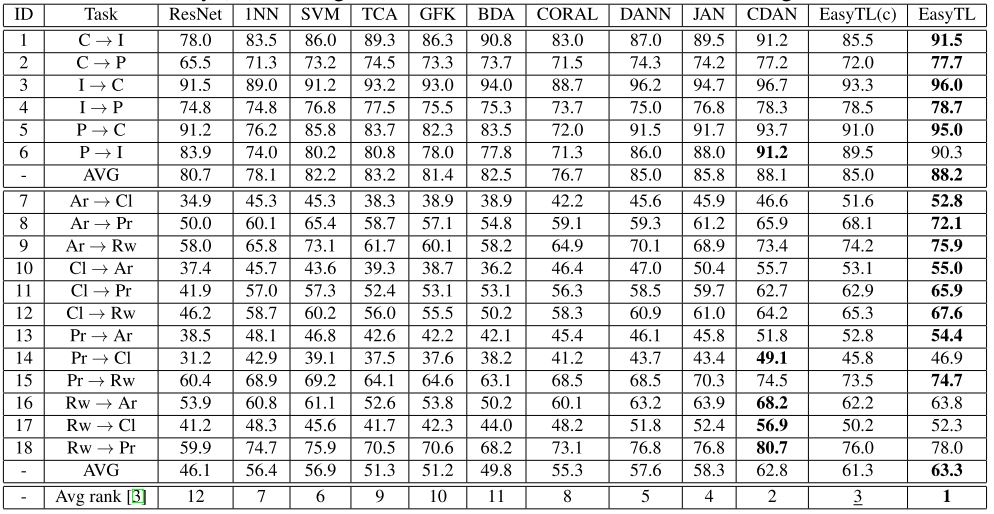 ID Task ResNet 1NN SVM TCA GFK BDA CORAL DANN JAN CDAN EasyTL(c) EasyTL
1 C → I 78.0 83.5 86.0 89.3 86.3 90.8 83.0 87.0 89.5 91.2 85.5 91.5
2 C → P 65.5 71.3 73.2 74.5 73.3 73.7 71.5 74.3 74.2 77.2 72.0 77.7
3 I → C 91.5 89.0 91.2 93.2 93.0 94.0 88.7 96.2 94.7 96.7 93.3 96.0
4 I → P 74.8 74.8 76.8 77.5 75.5 75.3 73.7 75.0 76.8 78.3 78.5 78.7
5 P → C 91.2 76.2 85.8 83.7 82.3 83.5 72.0 91.5 91.7 93.7 91.0 95.0
6 P → I 83.9 74.0 80.2 80.8 78.0 77.8 71.3 86.0 88.0 91.2 89.5 90.3
- AVG 80.7 78.1 82.2 83.2 81.4 82.5 76.7 85.0 85.8 88.1 85.0 88.2
7 Ar → Cl 34.9 45.3 45.3 38.3 38.9 38.9 42.2 45.6 45.9 46.6 51.6 52.8
8 Ar → Pr 50.0 60.1 65.4 58.7 57.1 54.8 59.1 59.3 61.2 65.9 68.1 72.1
9 Ar → Rw 58.0 65.8 73.1 61.7 60.1 58.2 64.9 70.1 68.9 73.4 74.2 75.9
10 Cl → Ar 37.4 45.7 43.6 39.3 38.7 36.2 46.4 47.0 50.4 55.7 53.1 55.0
11 Cl → Pr 41.9 57.0 57.3 52.4 53.1 53.1 56.3 58.5 59.7 62.7 62.9 65.9
12 Cl → Rw 46.2 58.7 60.2 56.0 55.5 50.2 58.3 60.9 61.0 64.2 65.3 67.6
13 Pr → Ar 38.5 48.1 46.8 42.6 42.2 42.1 45.4 46.1 45.8 51.8 52.8 54.4
14 Pr → Cl 31.2 42.9 39.1 37.5 37.6 38.2 41.2 43.7 43.4 49.1 45.8 46.9
15 Pr → Rw 60.4 68.9 69.2 64.1 64.6 63.1 68.5 68.5 70.3 74.5 73.5 74.7
16 Rw → Ar 53.9 60.8 61.1 52.6 53.8 50.2 60.1 63.2 63.9 68.2 62.2 63.8
17 Rw → Cl 41.2 48.3 45.6 41.7 42.3 44.0 48.2 51.8 52.4 56.9 50.2 52.3
18 Rw → Pr 59.9 74.7 75.9 70.5 70.6 68.2 73.1 76.8 76.8 80.7 76.0 78.0
- AVG 46.1 56.4 56.9 51.3 51.2 49.8 55.3 57.6 58.3 62.8 61.3 63.3
- Avg rank [3] 12 7 6 9 10 11 8 5 4 2 3 1